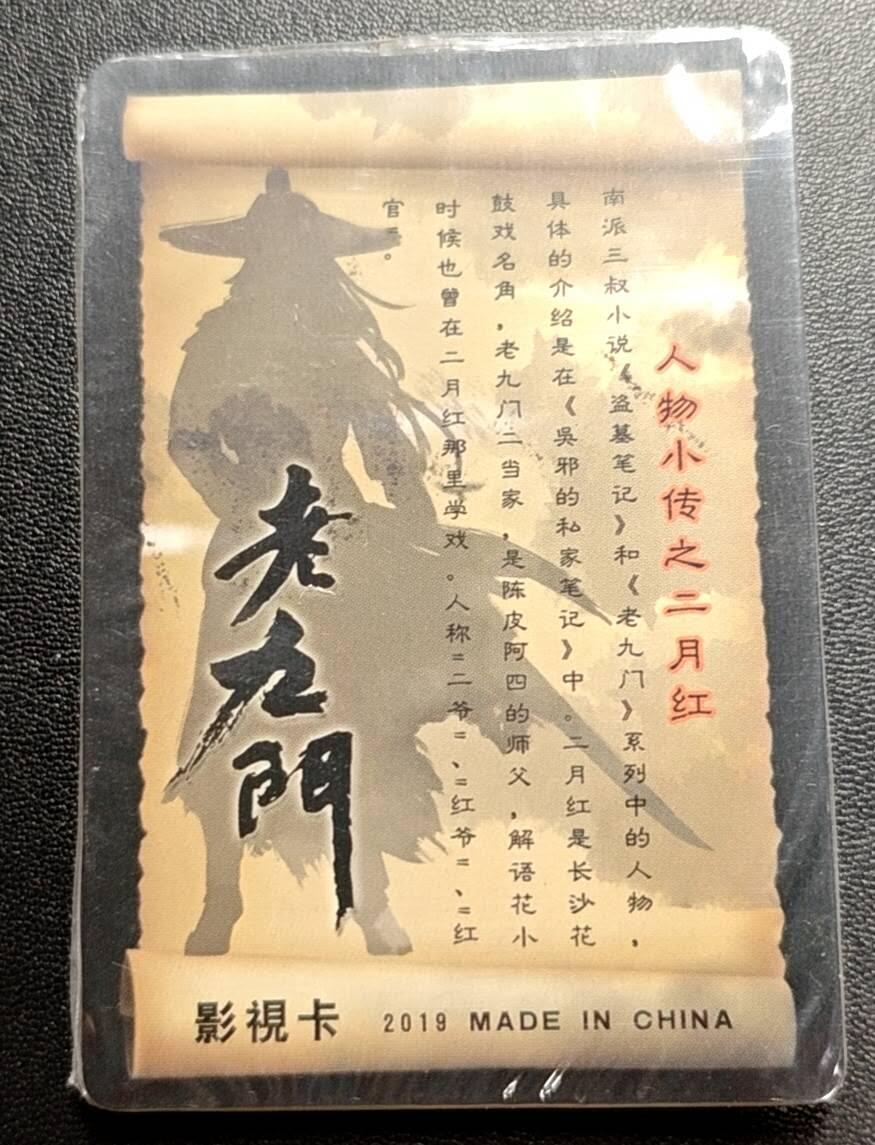 人物小传之二月红
南派三叔小说《盗墓笔记》和《老九门》系列中的人物，
具体的介绍是在《吳邪的私家笔记》中。二月红是长沙花
鼓戏名角，老九门二当家，是陈皮阿四的师父，解语花小
时候也曾在二月红那里学戏。人称"二爷"、"红爷"、"红
官"。
老九門
影視卡 2019 MADE IN CHINA